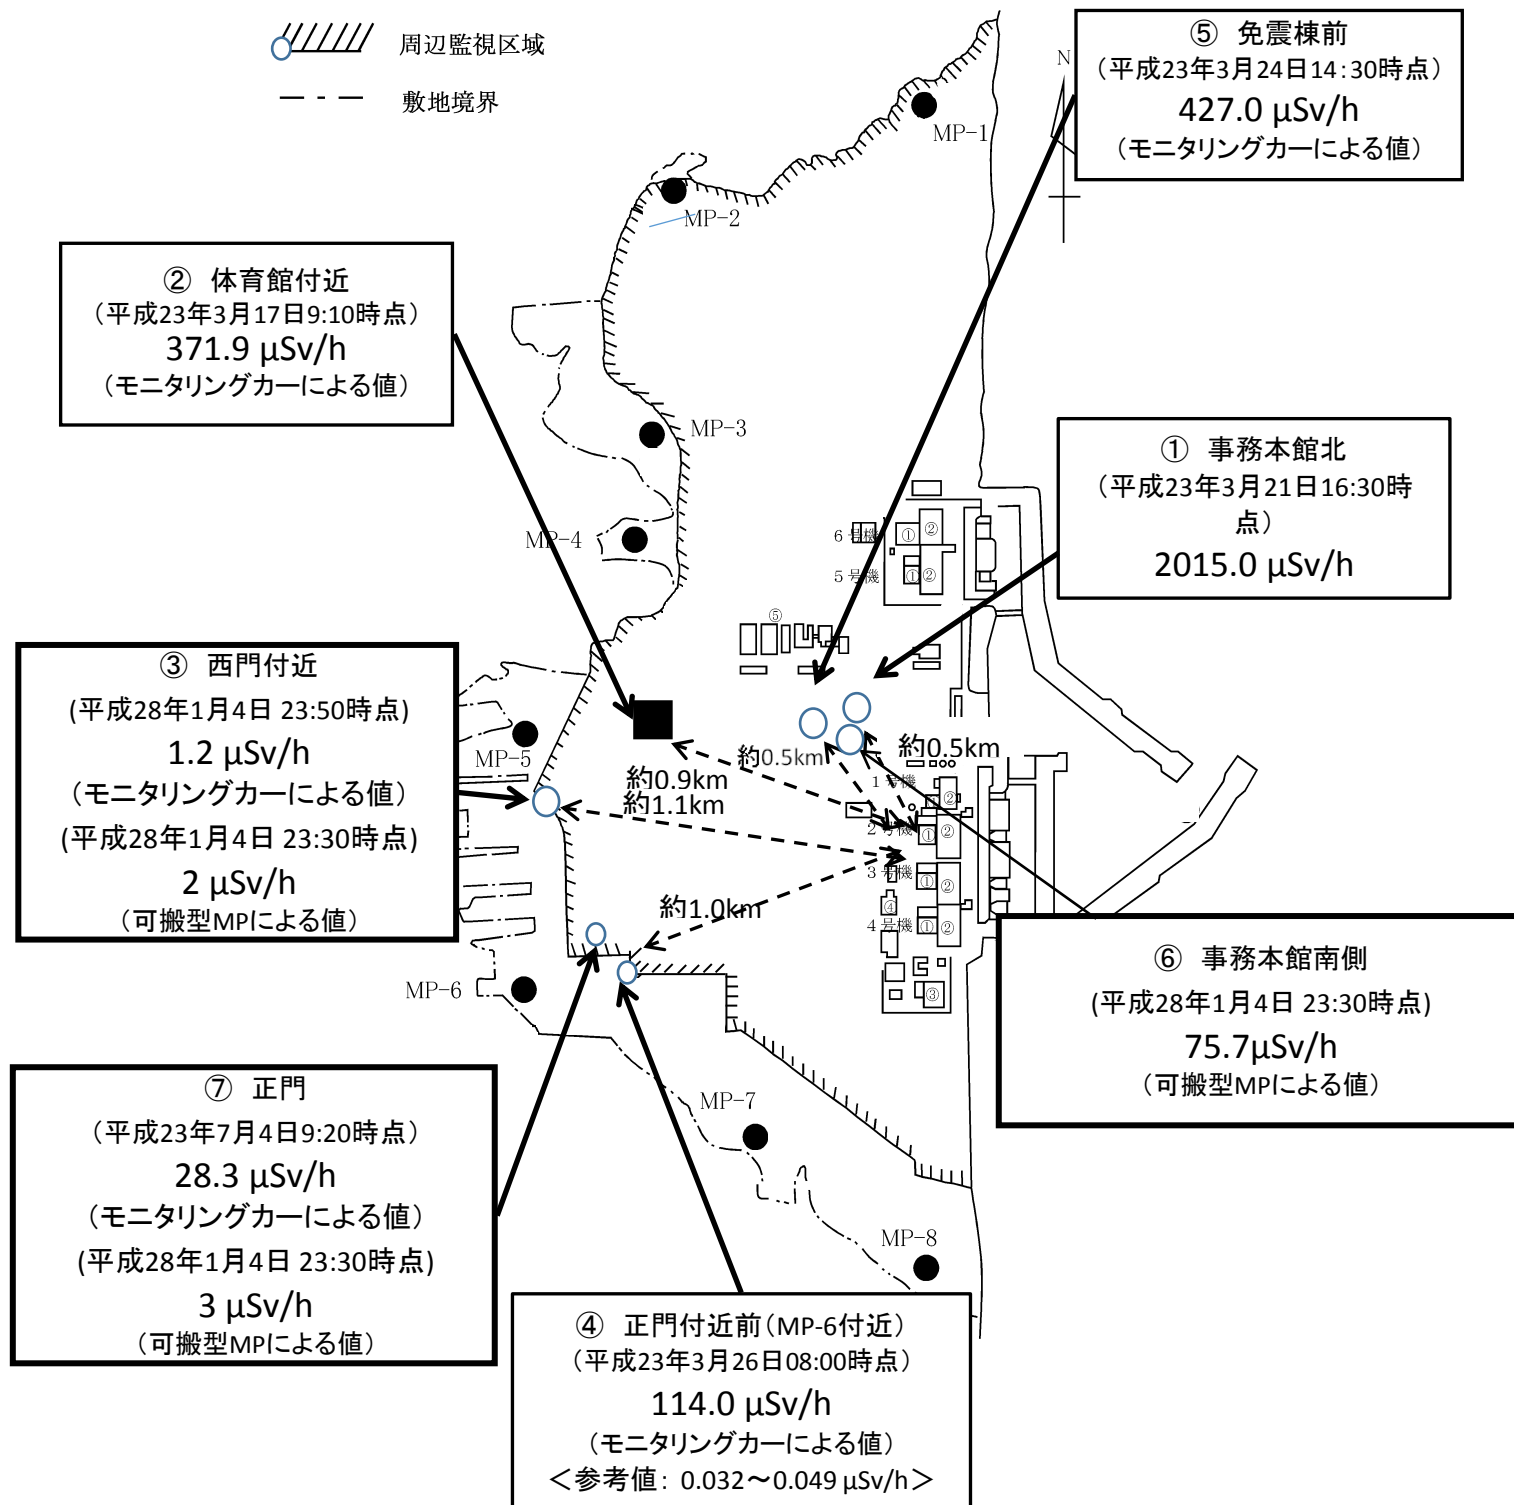 周辺監視区域
敷地境界
N
⑤ 免震棟前
（平成23年3月24日14:30時点）
427.0 μSv/h
（モニタリングカーによる値）
MP-1
MP-2
② 体育館付近
（平成23年3月17日9:10時点）
371.9 μSv/h
（モニタリングカーによる値）
MP-3
① 事務本館北
（平成23年3月21日16:30時
点）
2015.0 μSv/h
MP-4
6号機
①
②
5号機
①
②
⑤
③ 西門付近
(平成28年1月4日 23:50時点)
1.2 μSv/h
（モニタリングカーによる値）
(平成28年1月4日 23:30時点)
2 μSv/h
（可搬型MPによる値）
MP-5
約0.5km
約0.5km
約0.9km
約1.1km
1号機
①
②
2号機
①
②
3号機
①
②
④
4号機
①
②
約1.0km
③
MP-6
⑥ 事務本館南側
(平成28年1月4日 23:30時点)
75.7μSv/h
（可搬型MPによる値）
⑦ 正門
（平成23年7月4日9:20時点）
28.3 μSv/h
（モニタリングカーによる値）
(平成28年1月4日 23:30時点)
3 μSv/h
（可搬型MPによる値）
MP-7
MP-8
④ 正門付近前（MP-6付近）
（平成23年3月26日08:00時点）
114.0 μSv/h
（モニタリングカーによる値）
＜参考値：0.032～0.049 μSv/h＞